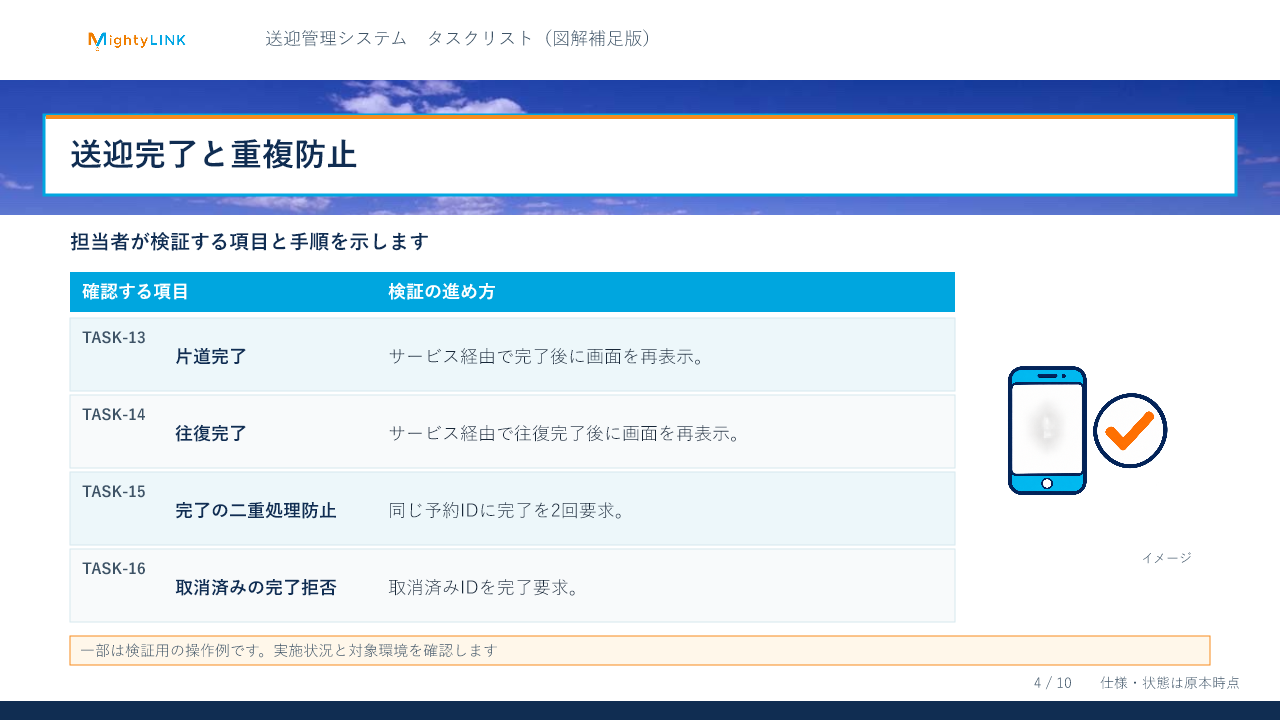 MightyLINK
送迎管理システム　タスクリスト（図解補足版）
送迎完了と重複防止
担当者が検証する項目と手順を示します
確認する項目　検証の進め方
TASK-13
片道完了　サービス経由で完了後に画面を再表示。
TASK-14
往復完了　サービス経由で往復完了後に画面を再表示。
TASK-15
完了の二重処理防止　同じ予約IDに完了を2回要求。
TASK-16
取消済みの完了拒否　取消済みIDを完了要求。
イメージ
一部は検証用の操作例です。実施状況と対象環境を確認します
4 / 10　仕様・状態は原本時点